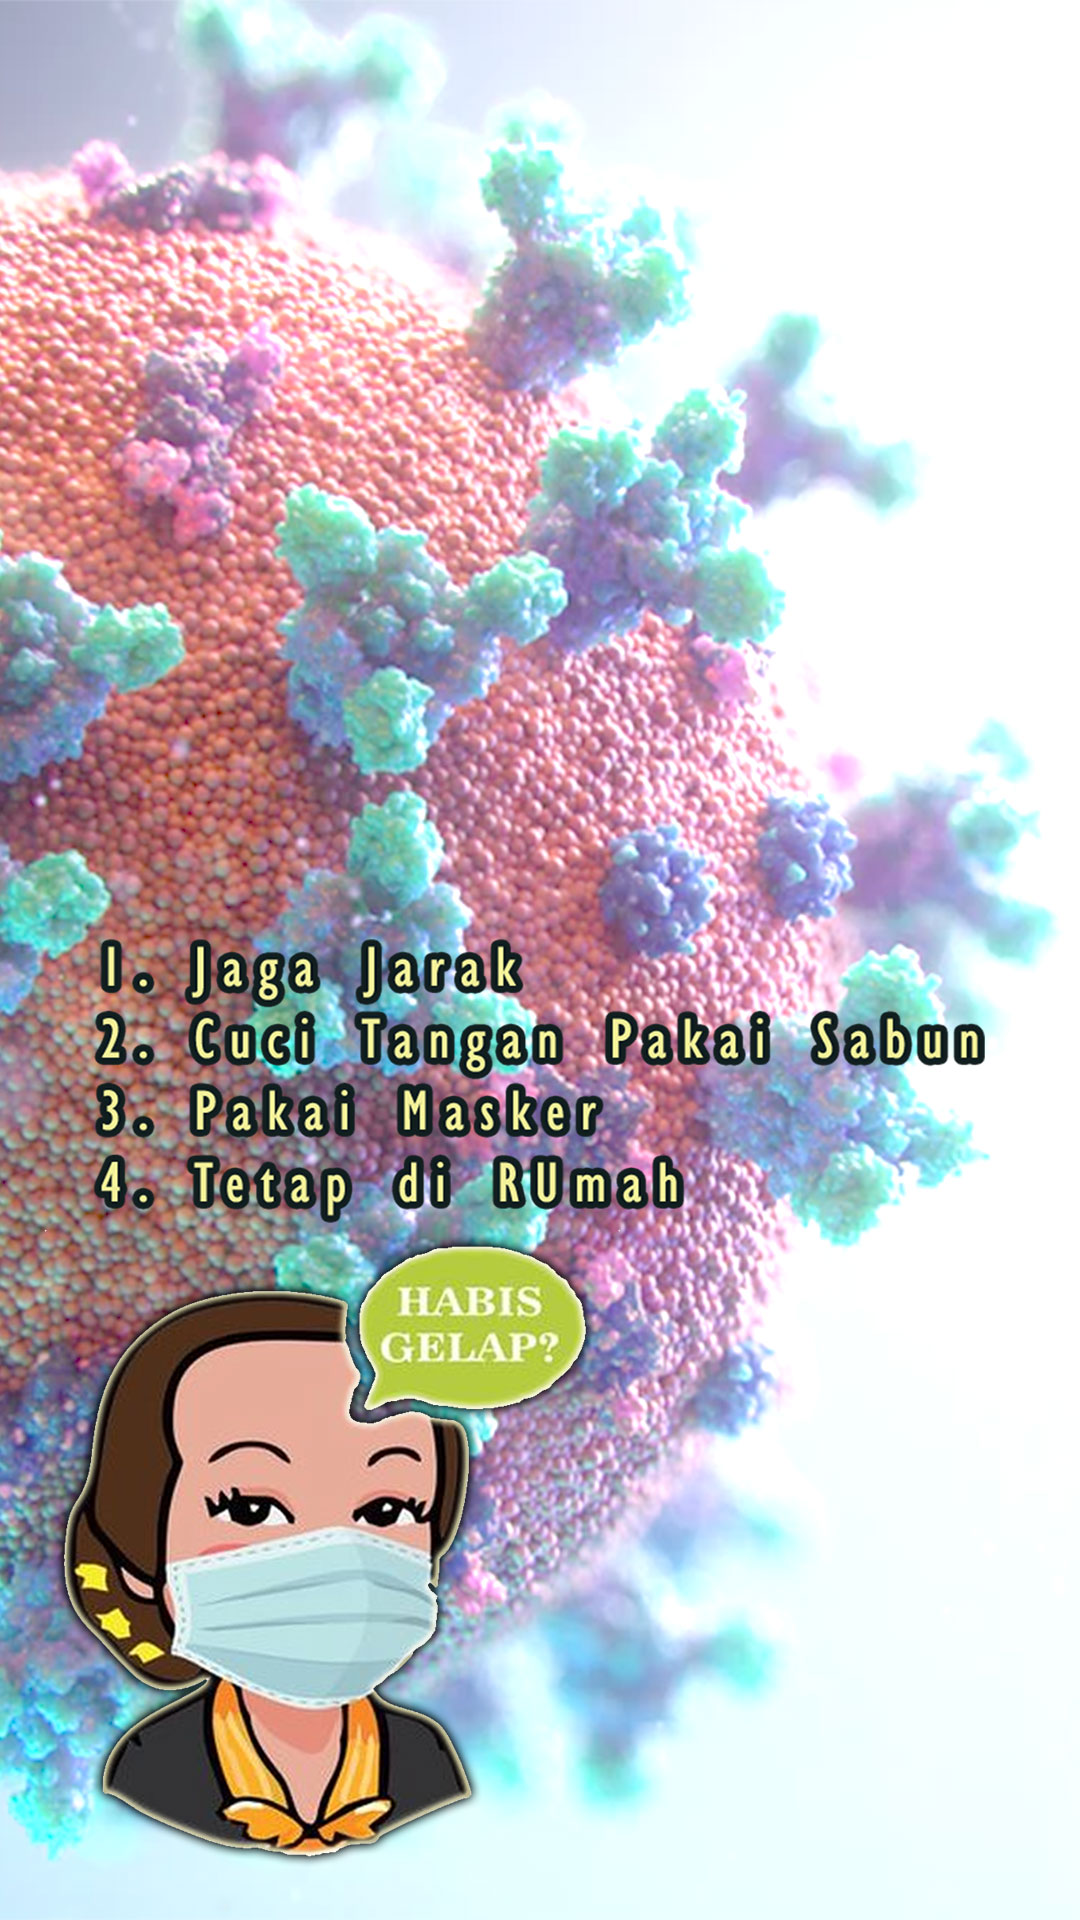 1. Jaga Jarak
2. Cuci Tangan Pakai Sabun
3. Pakai Masker
4. Tetap di RUmah
HABIS
GELAP?